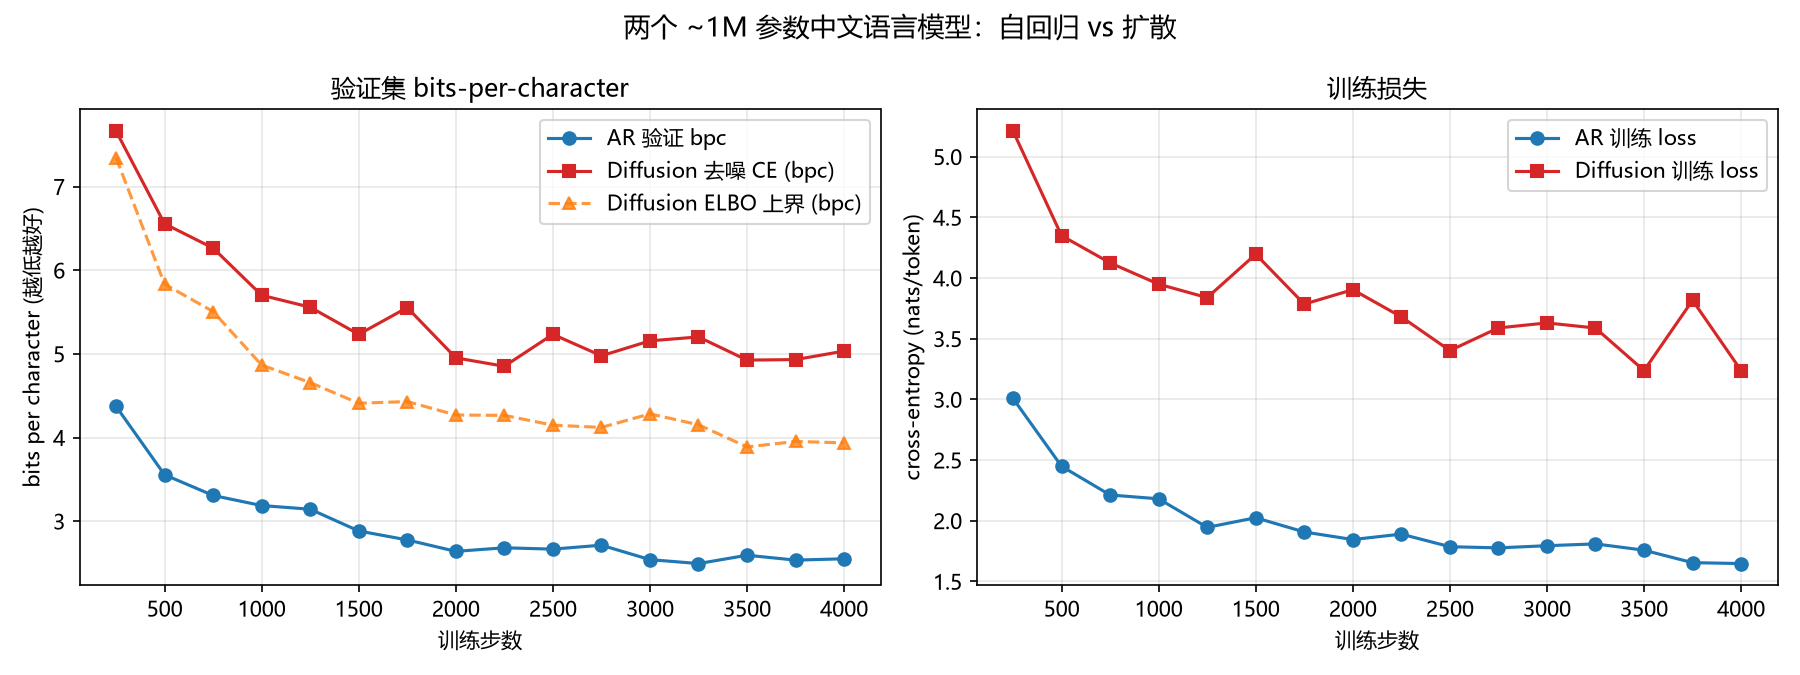 两个 ~1M 参数中文语言模型：自回归 vs 扩散
验证集 bits-per-character
AR 验证 bpc
Diffusion 去噪 CE (bpc)
Diffusion ELBO 上界 (bpc)
bits per character (越低越好)
7
6
5
4
3
500 1000 1500 2000 2500 3000 3500 4000
训练步数
训练损失
AR 训练 loss
Diffusion 训练 loss
cross-entropy (nats/token)
5.0
4.5
4.0
3.5
3.0
2.5
2.0
1.5
500 1000 1500 2000 2500 3000 3500 4000
训练步数